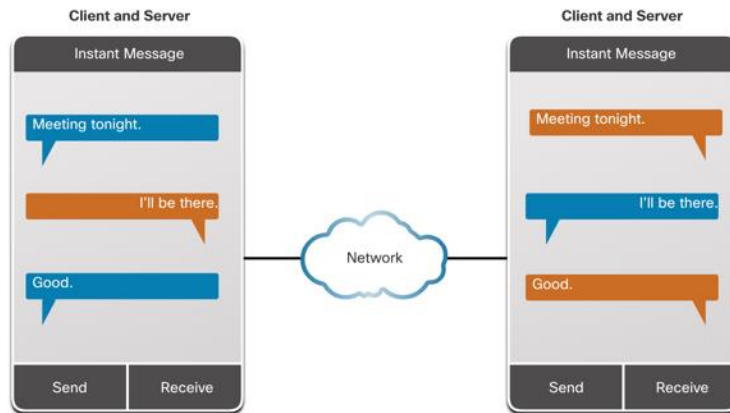 Client and Server
Instant Message
Meeting tonight.
I'll be there.
Good.
Send
Receive
Network
Client and Server
Instant Message
Meeting tonight.
I'll be there.
Good.
Send
Receive